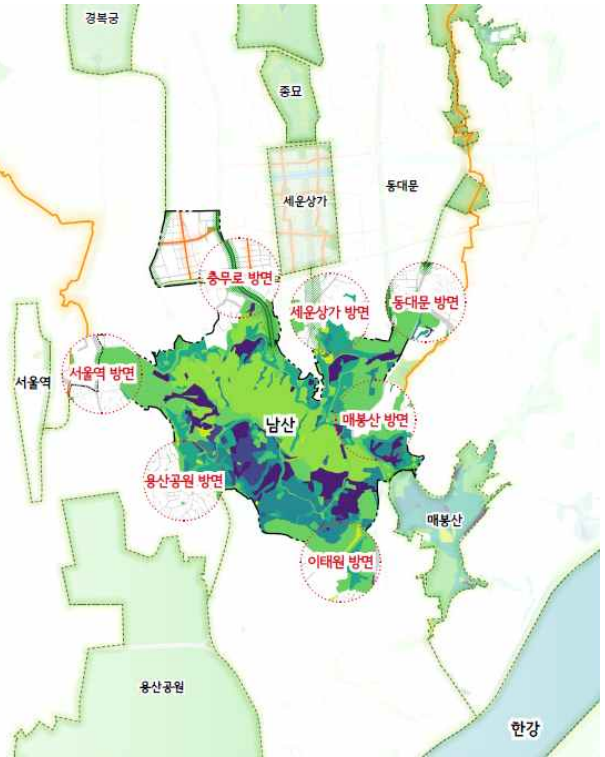 경복궁
종묘
동대문
세운상가
충무로 방면
세운상가 방면
동대문 방면
서울역 방면
서울역
남산
매봉산 방면
용산공원 방면
매봉산
이태원 방면
용산공원
한강